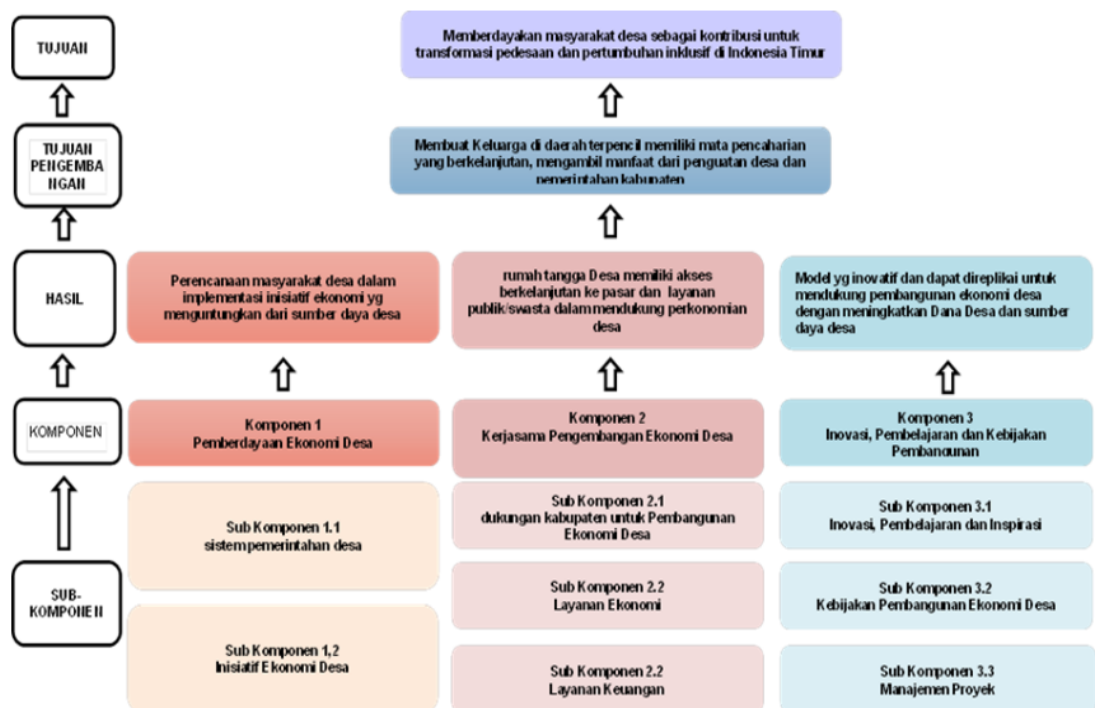 TUJUAN
Memberdayakan masyarakat desa sebagai kontribusi untuk
transformasi pedesaan dan pertumbuhan inklusif di Indonesia Timur
TUJUAN
PENGEMBA
NGAN
Membuat Keluarga di daerah terpencil memiliki mata pencaharian
yang berkelanjutan, mengambil manfaat dari penguatan desa dan
pemerintahan kabupaten
HASIL
Perencanaan masyarakat desa dalam
implementasi inisiatif ekonomi yg
menguntungkan dari sumber daya desa
rumah tangga Desa memiliki akses
berkelanjutan ke pasar dan layanan
publik/swasta dalam mendukung perkonomian
desa
Model yg inovatif dan dapat direplikai untuk
mendukung pembangunan ekonomi desa
dengan meningkatkan Dana Desa dan sumber
daya desa
KOMPONEN
Komponen 1
Pemberdayaan Ekonomi Desa
Komponen 2
Kerjasama Pengembangan Ekonomi Desa
Komponen 3
Inovasi, Pembelajaran dan Kebijakan
Pembangunan
SUB-
KOMPONEN
Sub Komponen 1.1
sistem pemerintahan desa
Sub Komponen 1,2
Inisiatif Ekonomi Desa
Sub Komponen 2.1
dukungan kabupaten untuk Pembangunan
Ekonomi Desa
Sub Komponen 2.2
Layanan Ekonomi
Sub Komponen 2.2
Layanan Keuangan
Sub Komponen 3.1
Inovasi, Pembelajaran dan Inspirasi
Sub Komponen 3.2
Kebijakan Pembangunan Ekonomi Desa
Sub Komponen 3.3
Manajemen Proyek